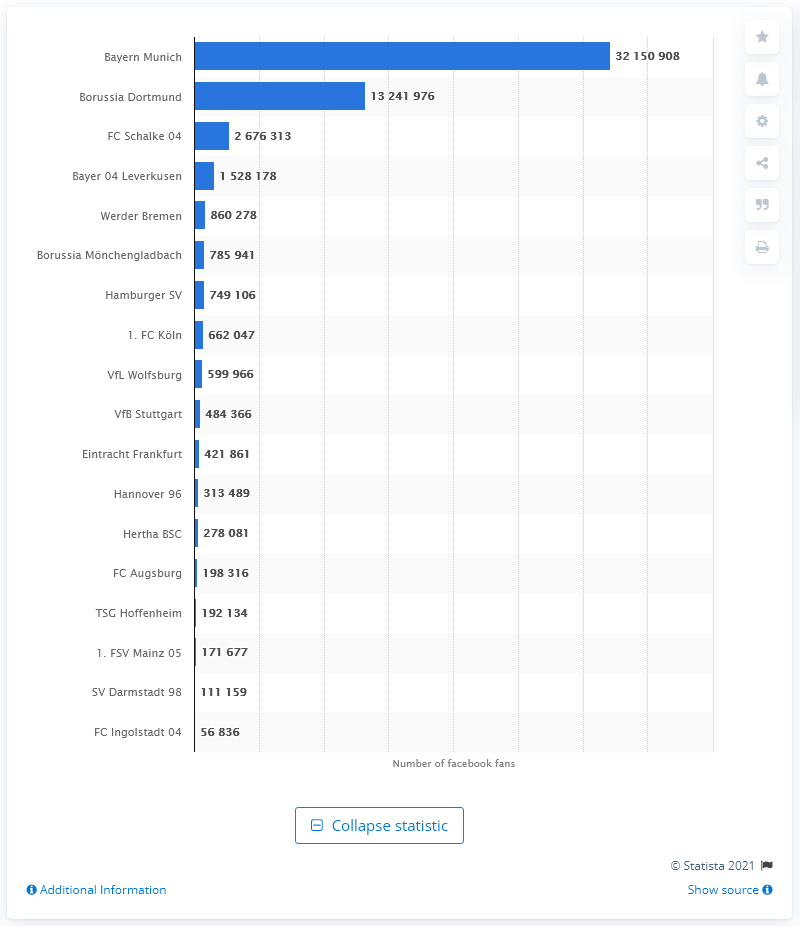 Bayern Munich 32 150 908
Borussia Dortmund 13 241 976
FC Schalke 04 2 676 313
Bayer 04 Leverkusen 1 528 178
Werder Bremen 860 278
Borussia Mönchengladbach 785 941
Hamburger SV 749 106
1. FC Köln 662 047
VfL Wolfsburg 599 966
VfB Stuttgart 484 366
Eintracht Frankfurt 421 861
Hannover 96 313 489
Hertha BSC 278 081
FC Augsburg 198 316
TSG Hoffenheim 192 134
1. FSV Mainz 05 171 677
SV Darmstadt 98 111 159
FC Ingolstadt 04 56 836
Number of facebook fans
Collapse statistic
© Statista 2021
Additional Information Show source